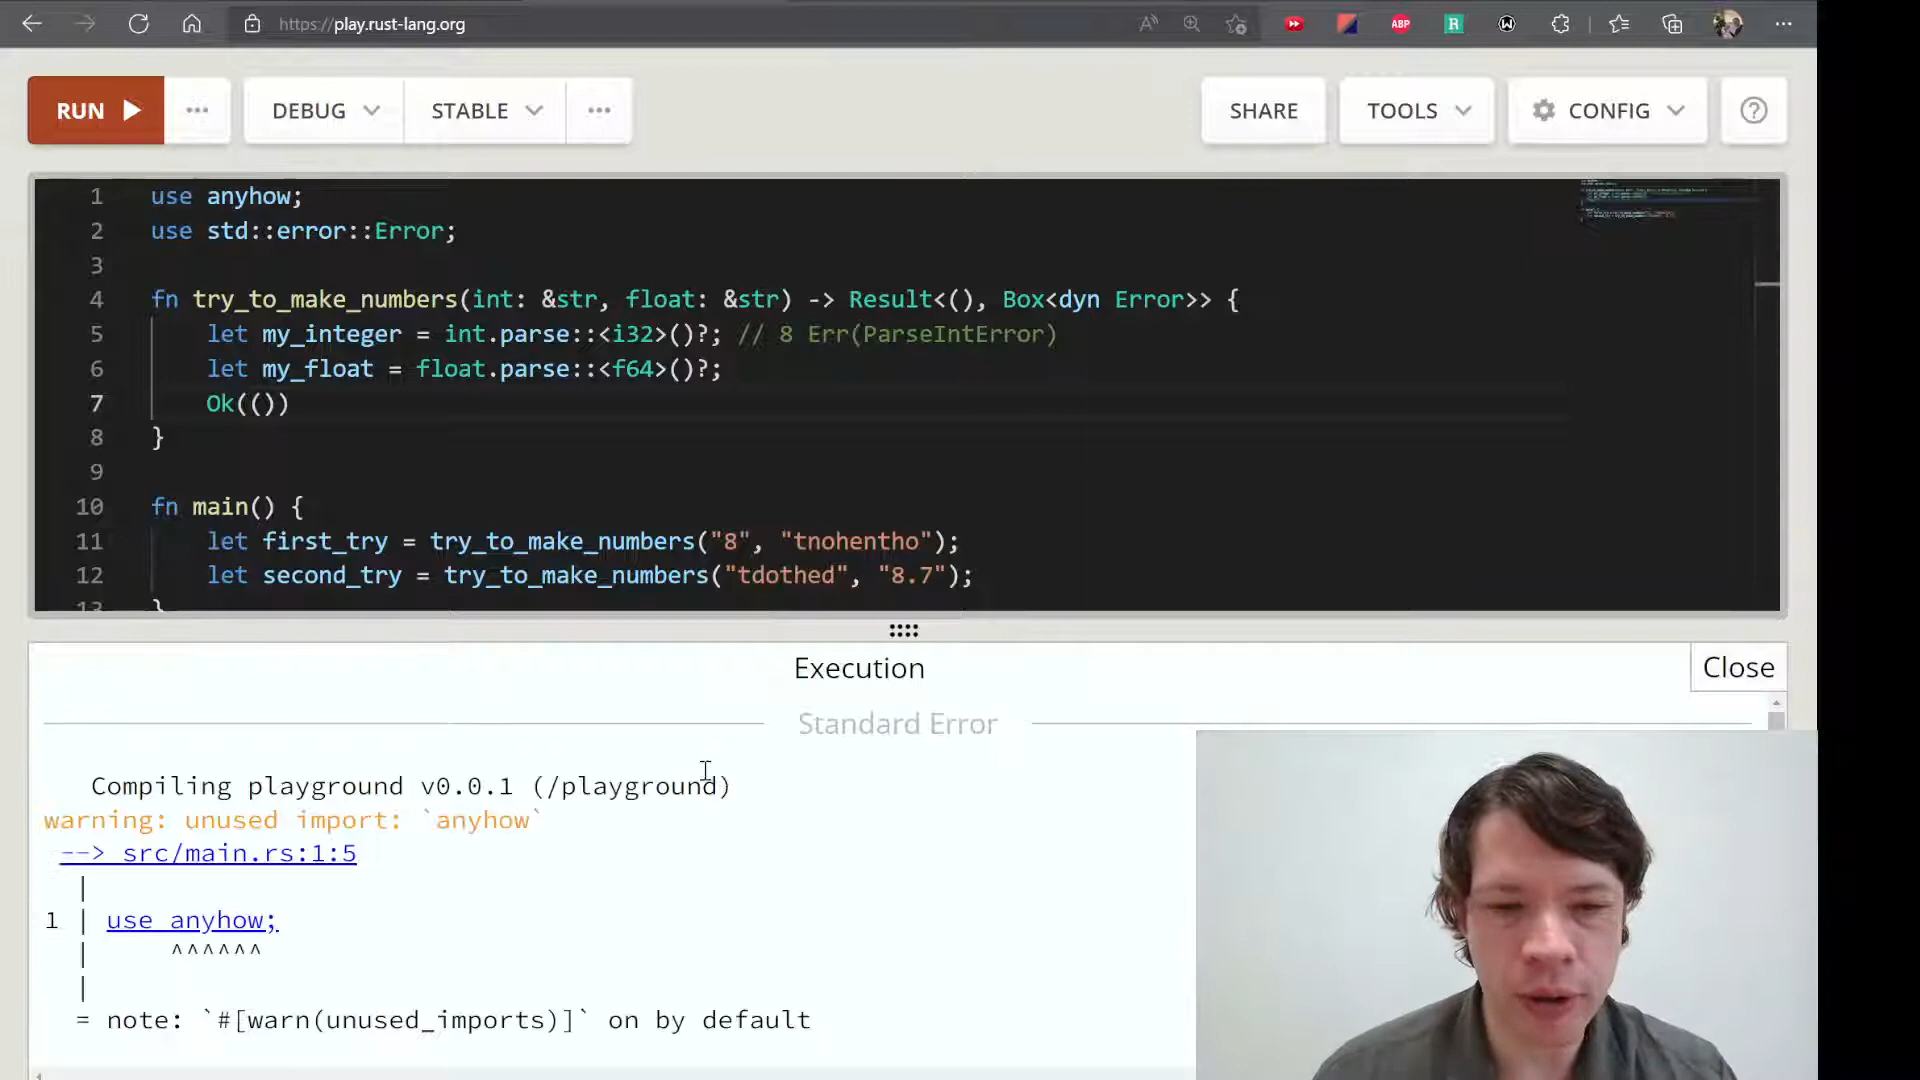 https://play.rust-lang.org
ABP
R
RUN
DEBUG
STABLE
SHARE
TOOLS
CONFIG
1 use anyhow;
2 use std::error::Error;
3
4 fn try_to_make_numbers(int: &str, float: &str) -> Result<(), Box<dyn Error>> {
5 let my_integer = int.parse::<i32>()?; // 8 Err(ParseIntError)
6 let my_float = float.parse::<f64>()?;
7 Ok(())
8 }
9
10 fn main() {
11 let first_try = try_to_make_numbers("8", "tnohentho");
12 let second_try = try_to_make_numbers("tdothed", "8.7");
13 }
Execution
Close
Standard Error
Compiling playground v0.0.1 (/playground)
warning: unused import: `anyhow`
--> src/main.rs:1:5
|
1 | use anyhow;
| ^^^^^^
|
= note: `#[warn(unused_imports)]` on by default